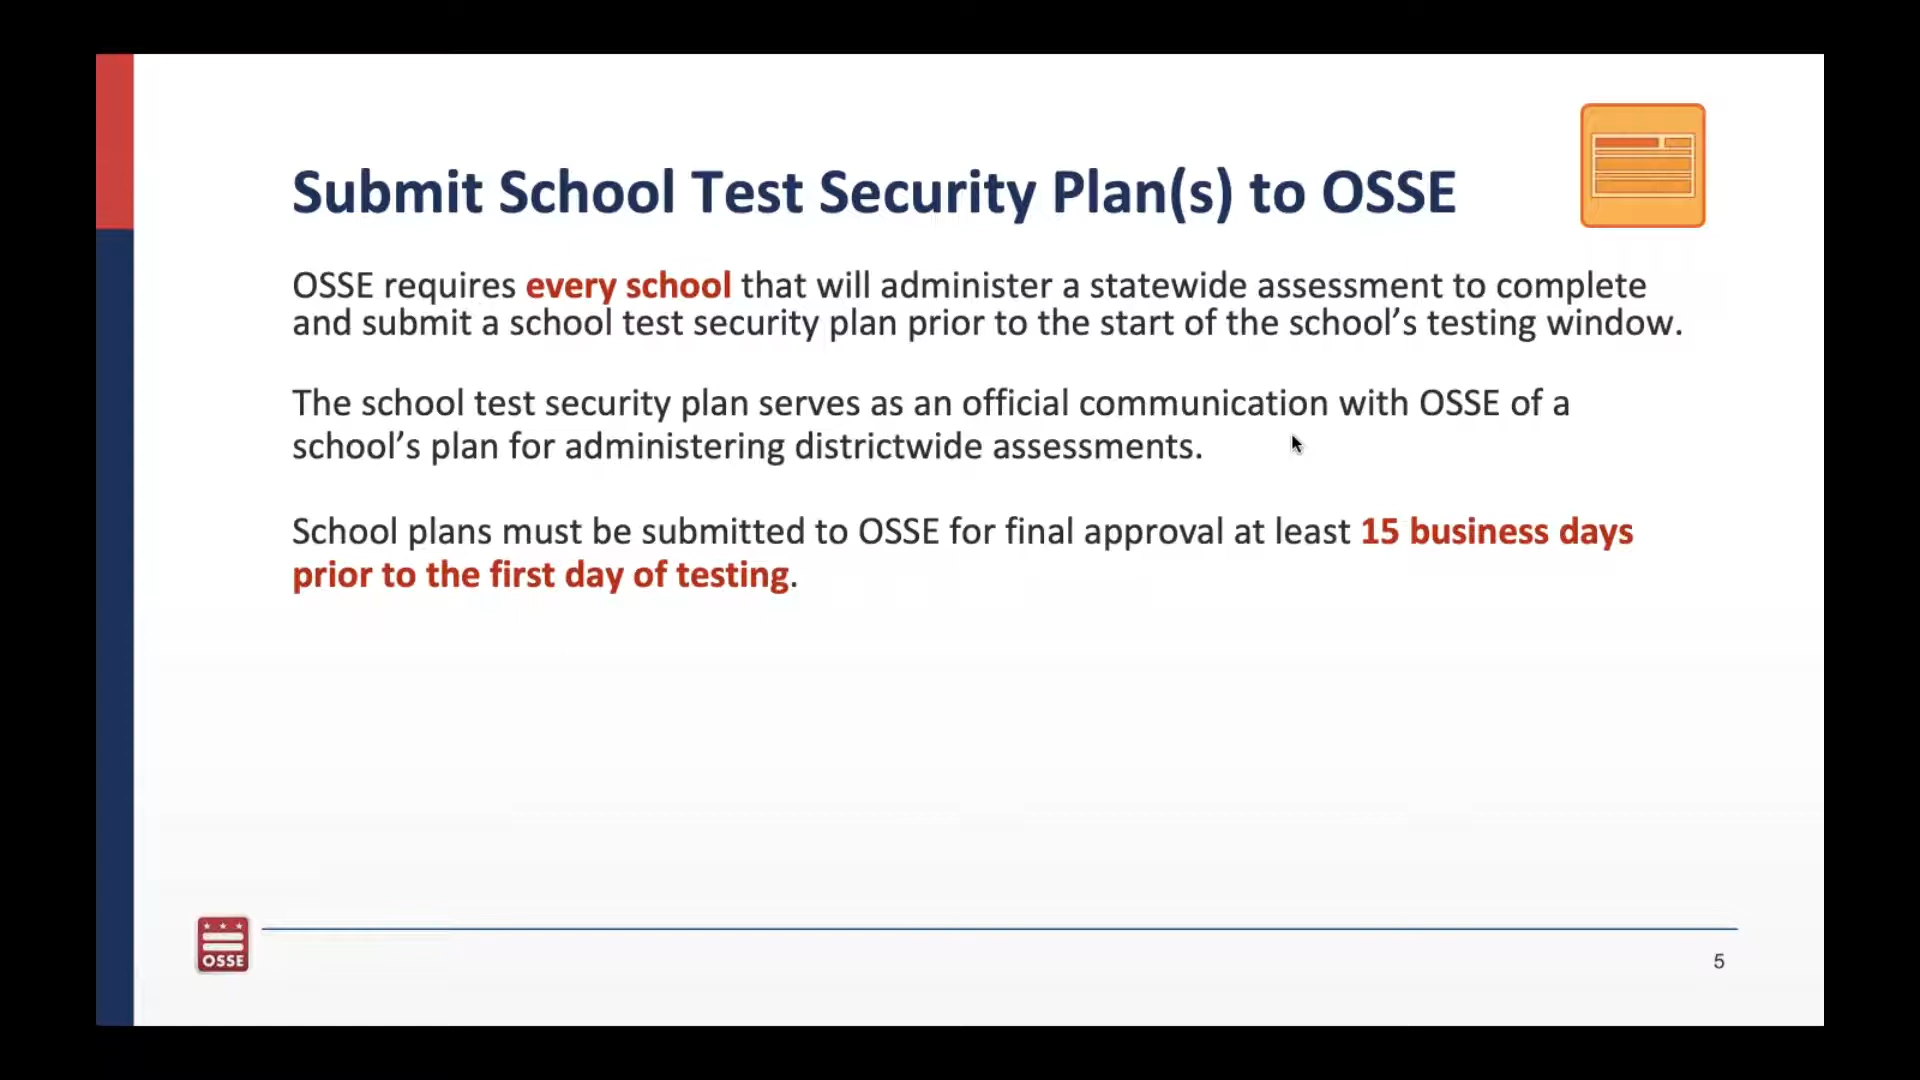 Submit School Test Security Plan(s) to OSSE
OSSE requires every school that will administer a statewide assessment to complete
and submit a school test security plan prior to the start of the school’s testing window.
The school test security plan serves as an official communication with OSSE of a
school’s plan for administering districtwide assessments.
School plans must be submitted to OSSE for final approval at least 15 business days
prior to the first day of testing.
OSSE
5